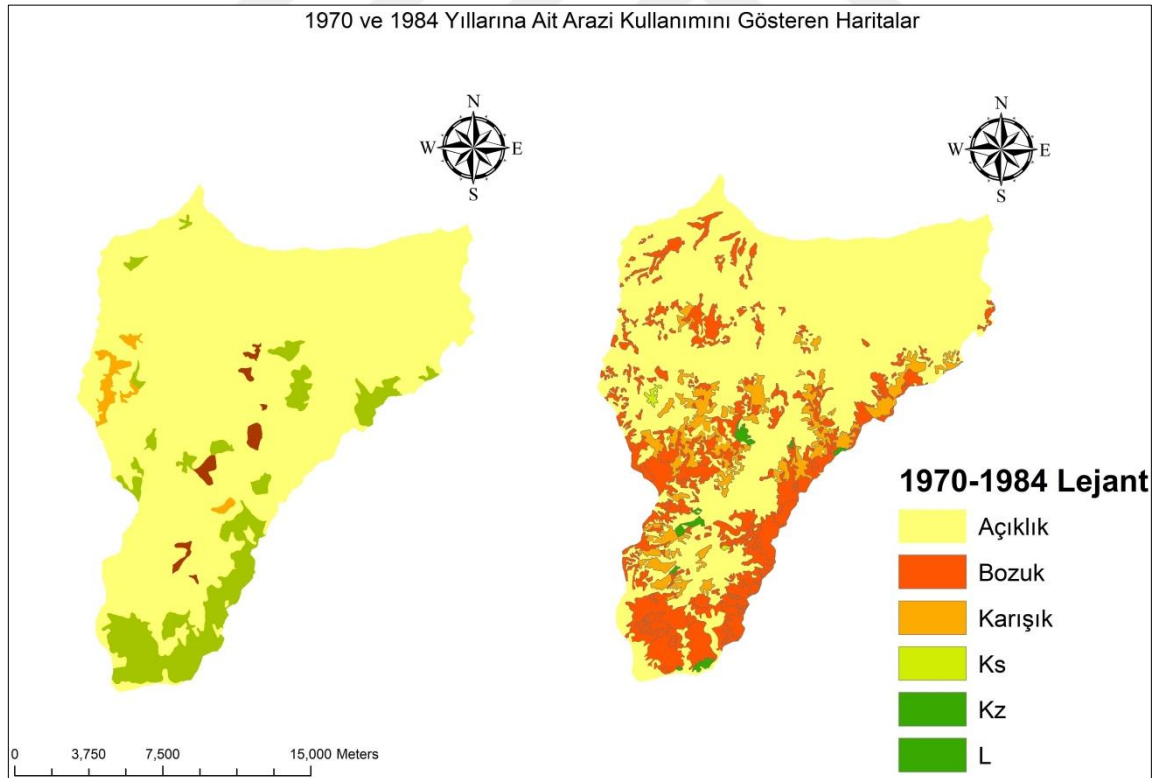 1970 ve 1984 Yıllarına Ait Arazi Kullanımını Gösteren Haritalar
N
W E
S
N
W E
S
1970-1984 Lejant
Açıklık
Bozuk
Karışık
Ks
Kz
L
0 3,750 7,500 15,000 Meters